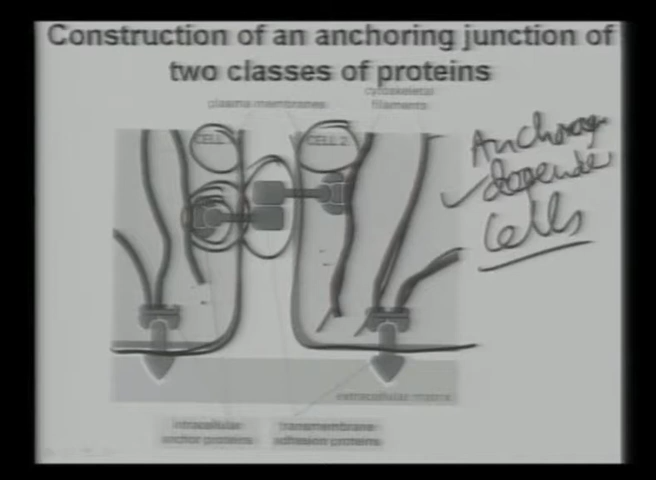 Construction of an anchoring junction of
two classes of proteins
plasma membranes
cytoskeletal
filaments
CELL
CELL 2
Anchorage
dependent
cells
extracellular matrix
intracellular
anchor proteins
transmembrane
adhesion proteins